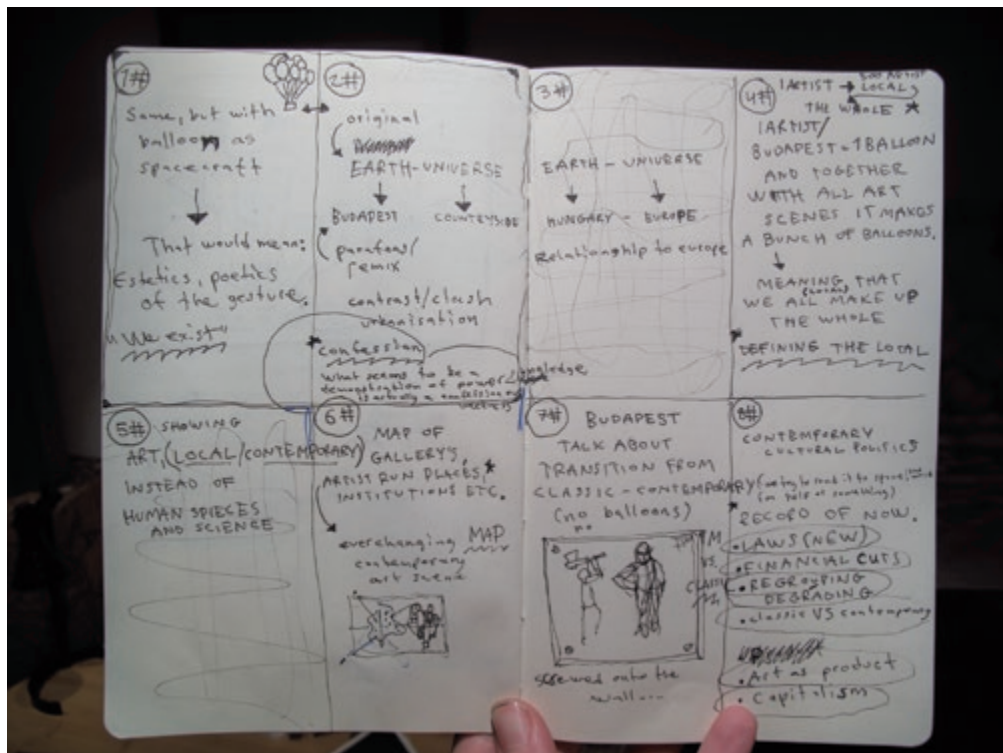 1#
Same, but with
balloon as
spacecraft
That would mean:
Estetics, poetics
of the gesture.
"We exist"
2#
original
EARTH-UNIVERSE
BUDAPEST COUNTRYSIDE
remix
contrast/clash
urbanisation
confession
what seems to be a
demonstration of power
is actually a confession
3#
EARTH - UNIVERSE
HUNGARY - EUROPE
Relationship to europe
4#
1ARTIST
LOCAL
THE WHOLE
1ARTIST/
BUDAPEST=1BALLOON
AND TOGETHER
WITH ALL ART
SCENES IT MAKES
A BUNCH OF BALLOONS.
MEANING THAT
WE ALL MAKE UP
THE WHOLE
DEFINING THE LOCAL
5# SHOWING
ART, (LOCAL/CONTEMPORARY)
INSTEAD OF
HUMAN SPIECES
AND SCIENCE
6#
MAP OF
GALLERYS,
ARTIST RUN PLACES,
INSTITUTIONS ETC.
everchanging MAP
contemporary
art scene
7# BUDAPEST
TALK ABOUT
TRANSITION FROM
CLASSIC-CONTEMPORARY
(no balloons)
no
VS.
screwed onto the
wall...
8#
CONTEMPORARY
CULTURAL POLITICS
RECORD OF NOW.
• LAWS (NEW)
• FINANCIAL CUTS
• REGROUPING
DEGRADING
• classic VS contemporary
• Art as product
• Capitalism